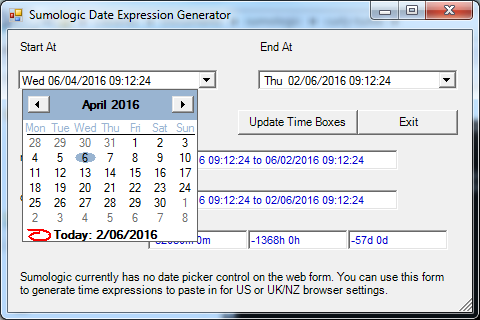 Sumologic Date Expression Generator
Start At
End At
Wed 06/04/2016 09:12:24
Thu 02/06/2016 09:12:24
April 2016
Mon Tue Wed Thu Fri Sat Sun
28 29 30 31 1 2 3
4 5 6 7 8 9 10
11 12 13 14 15 16 17
18 19 20 21 22 23 24
25 26 27 28 29 30 1
2 3 4 5 6 7 8
Today: 2/06/2016
Update Time Boxes
Exit
6 09:12:24 to 06/02/2016 09:12:24
6 09:12:24 to 02/06/2016 09:12:24
0m
-1368h 0h
-57d 0d
Sumologic currently has no date picker control on the web form. You can use this form
to generate time expressions to paste in for US or UK/NZ browser settings.